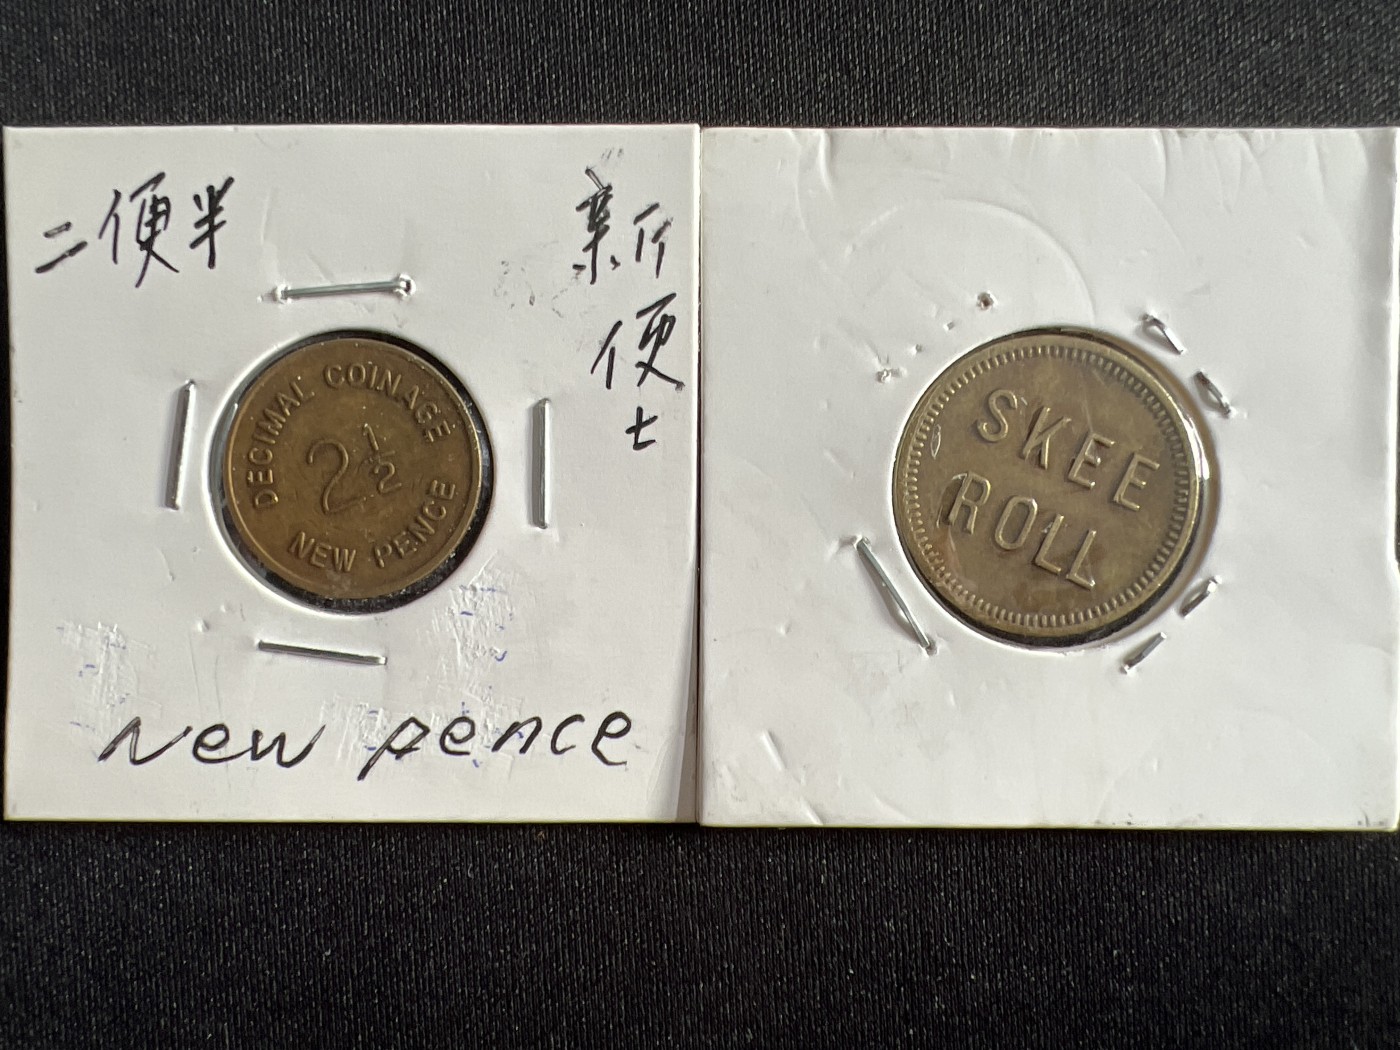 二便半
新
便
士
DECIMAL COINAGE
2 1/2
NEW PENCE
New pence
SKEE
ROLL